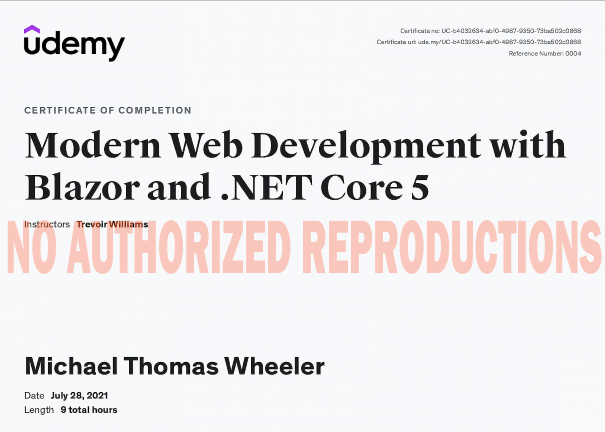 udemy
Certificate no: UC-b4032634-abf0-4987-9350-73ba502c0868
Certificate url: ude.my/UC-b4032634-abf0-4987-9350-73ba502c0868
Reference Number: 0004
CERTIFICATE OF COMPLETION
Modern Web Development with
Blazor and .NET Core 5
Instructors Trevoir Williams
NO AUTHORIZED REPRODUCTIONS
Michael Thomas Wheeler
Date July 28, 2021
Length 9 total hours